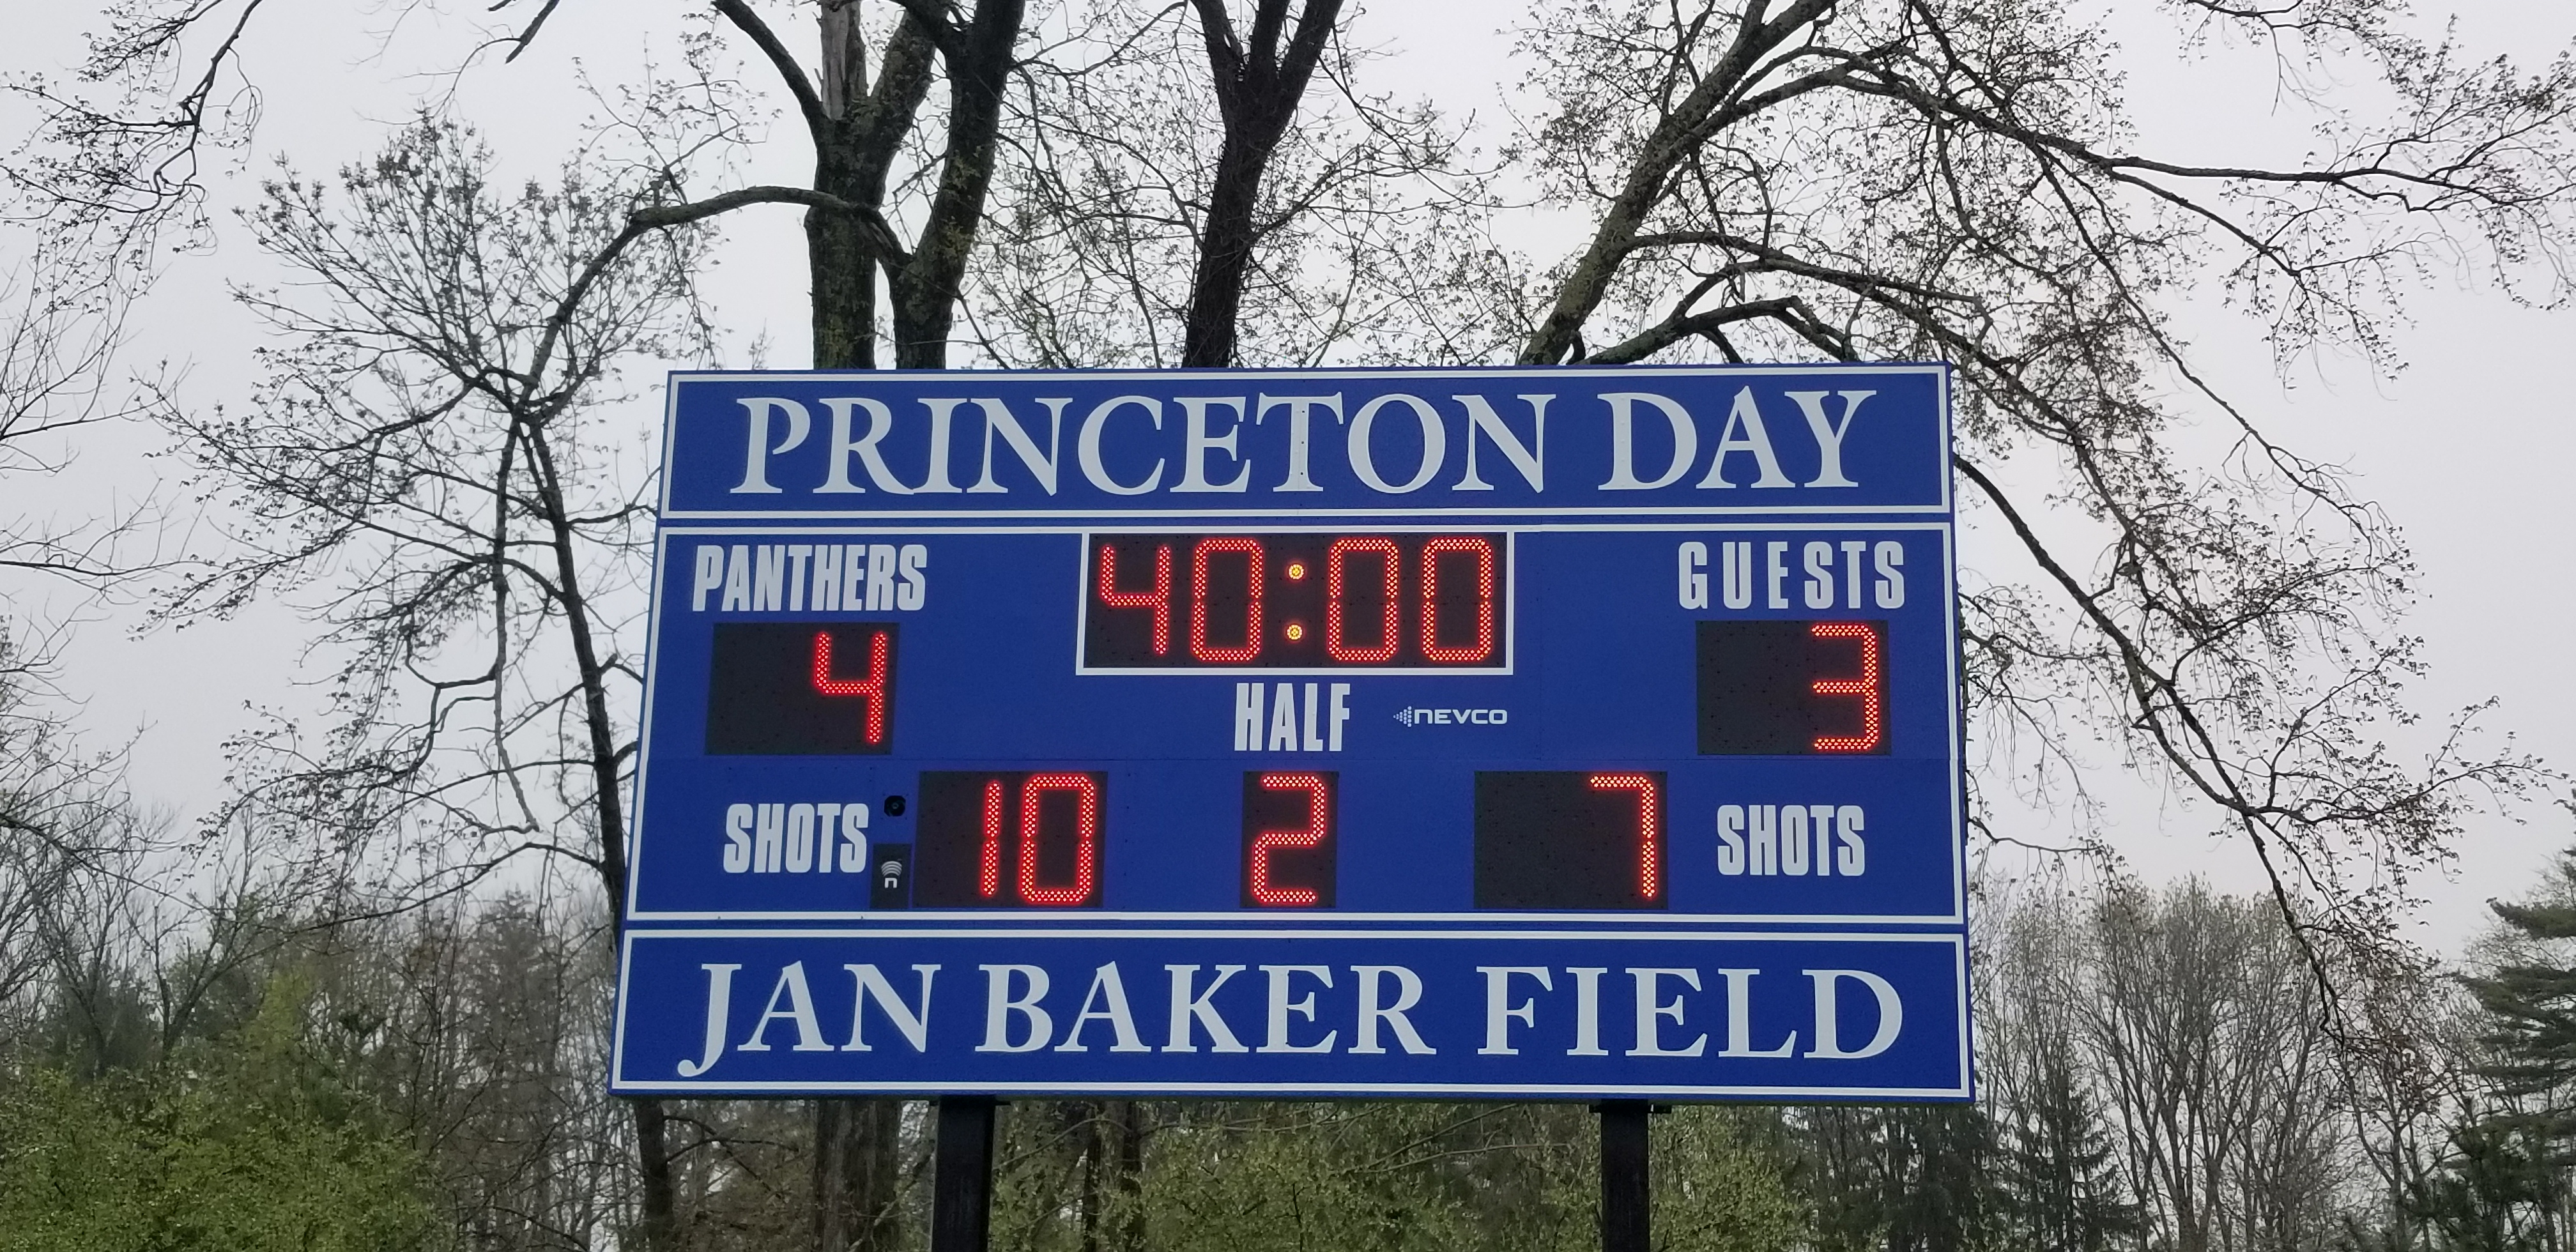 PRINCETON DAY
PANTHERS 40:00 GUESTS
4 3
HALF NEVCO
SHOTS 10 2 7 SHOTS
n
JAN BAKER FIELD